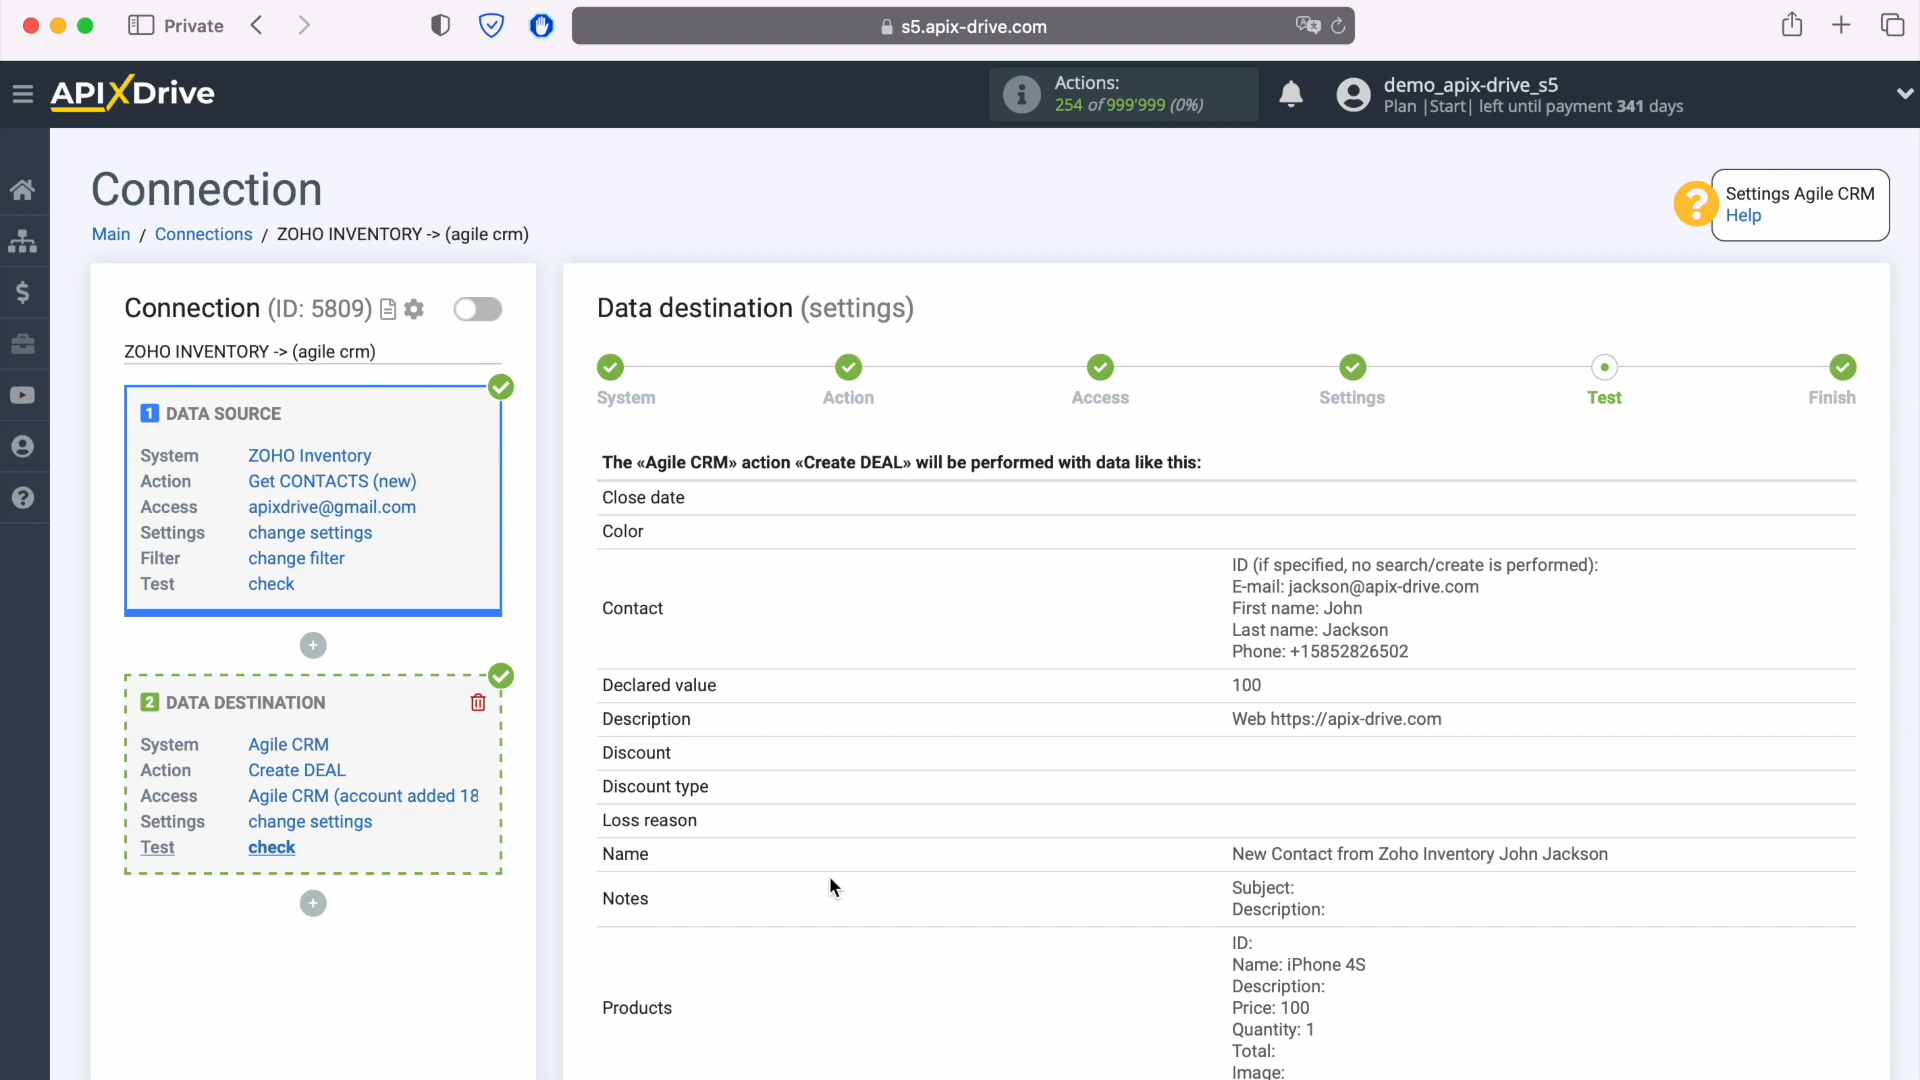 Private
s5.apix-drive.com
APIXDrive
Actions:
254 of 999'999 (0%)
demo_apix-drive_s5
Plan |Start| left until payment 341 days
Connection
Main / Connections / ZOHO INVENTORY -> (agile crm)
Settings Agile CRM
Help
Connection (ID: 5809)
ZOHO INVENTORY -> (agile crm)
1 DATA SOURCE
System ZOHO Inventory
Action Get CONTACTS (new)
Access apixdrive@gmail.com
Settings change settings
Filter change filter
Test check
2 DATA DESTINATION
System Agile CRM
Action Create DEAL
Access Agile CRM (account added 18
Settings change settings
Test check
Data destination (settings)
System Action Access Settings Test Finish
The «Agile CRM» action «Create DEAL» will be performed with data like this:
Close date
Color
Contact
ID (if specified, no search/create is performed):
E-mail: jackson@apix-drive.com
First name: John
Last name: Jackson
Phone: +15852826502
Declared value 100
Description Web https://apix-drive.com
Discount
Discount type
Loss reason
Name New Contact from Zoho Inventory John Jackson
Notes
Subject:
Description:
Products
ID:
Name: iPhone 4S
Description:
Price: 100
Quantity: 1
Total:
Image: